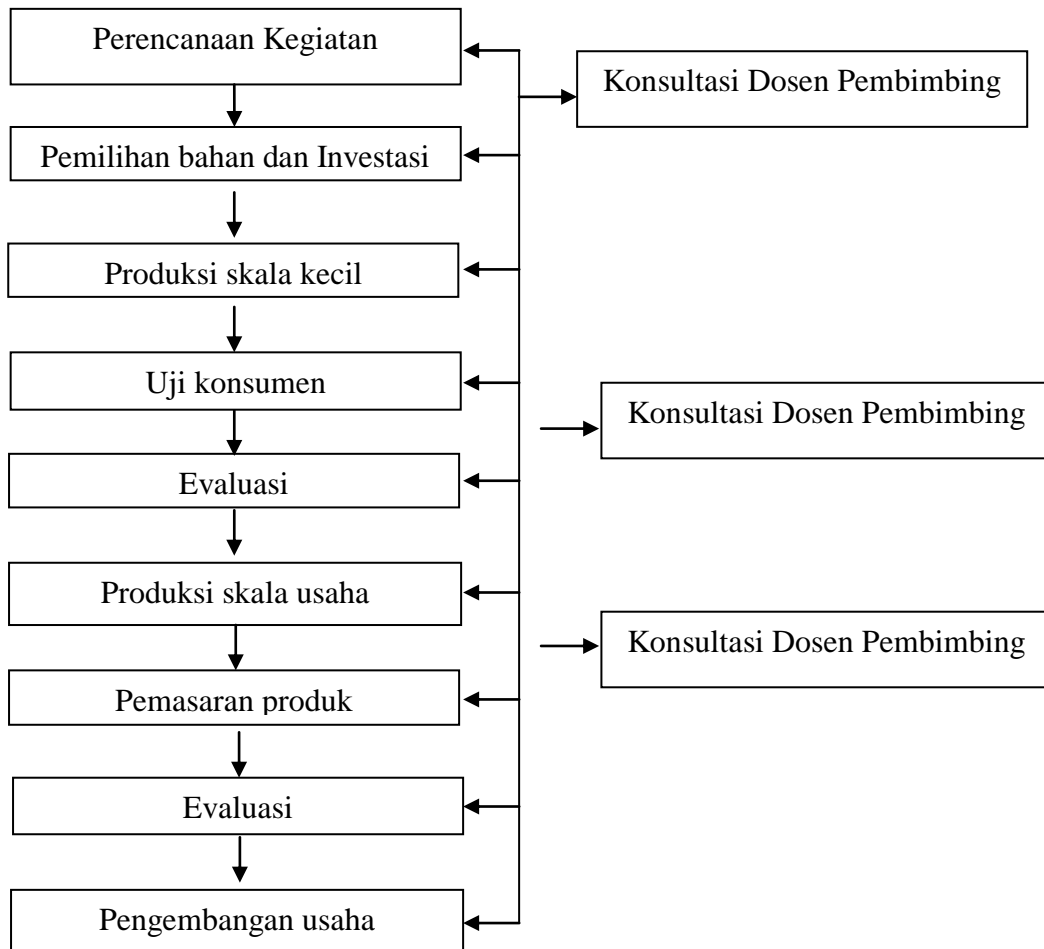 Perencanaan Kegiatan
Konsultasi Dosen Pembimbing
Pemilihan bahan dan Investasi
Produksi skala kecil
Uji konsumen
Konsultasi Dosen Pembimbing
Evaluasi
Produksi skala usaha
Konsultasi Dosen Pembimbing
Pemasaran produk
Evaluasi
Pengembangan usaha